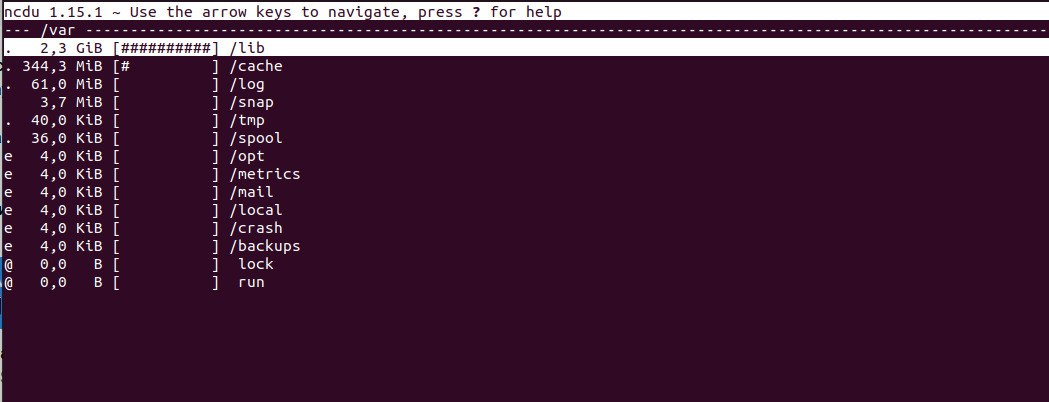 ncdu 1.15.1 ~ Use the arrow keys to navigate, press ? for help
--- /var -----------------------------------------------------------------------------------------------------------
.   2,3 GiB [##########] /lib
. 344,3 MiB [#         ] /cache
.  61,0 MiB [          ] /log
    3,7 MiB [          ] /snap
.  40,0 KiB [          ] /tmp
.  36,0 KiB [          ] /spool
e   4,0 KiB [          ] /opt
e   4,0 KiB [          ] /metrics
e   4,0 KiB [          ] /mail
e   4,0 KiB [          ] /local
e   4,0 KiB [          ] /crash
e   4,0 KiB [          ] /backups
@   0,0   B [          ]  lock
@   0,0   B [          ]  run